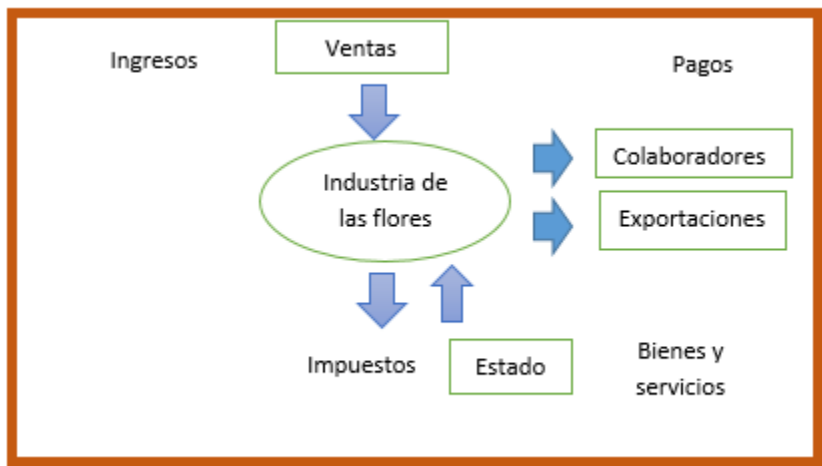 Ingresos
Ventas
Pagos
Industria de
las flores
Colaboradores
Exportaciones
Impuestos
Estado
Bienes y
servicios